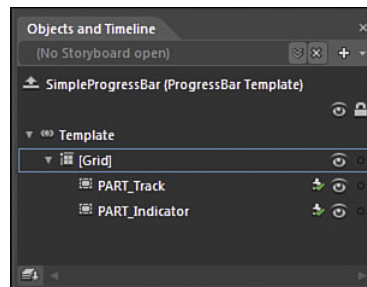 Objects and Timeline
(No Storyboard open)
SimpleProgressBar (ProgressBar Template)
Template
[Grid]
PART_Track
PART_Indicator